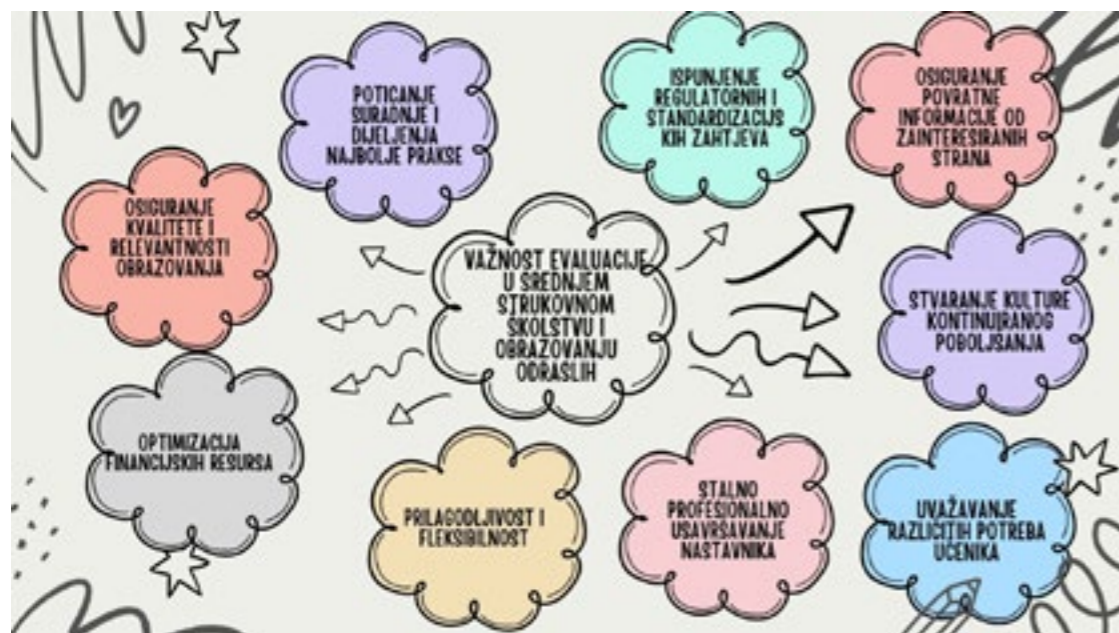 POTICANJE
SURADNJE I
DIJELJENJA
NAJBOLJE PRAKSE
ISPUNJENJE
REGULATORNIH I
STANDARDIZACIJS
KIH ZAHTJEVA
OSIGURANJE
POVRATNE
INFORMACIJE OD
ZAINTERESIRANIH
STRANA
OSIGURANJE
KVALITETE I
RELEVANTNOSTI
OBRAZOVANJA
VAŽNOST EVALUACIJE
U SREDNJEM
STRUKOVNOM
ŠKOLSTVU I
OBRAZOVANJU
ODRASLIH
STVARANJE KULTURE
KONTINUIRANOG
POBOLJŠANJA
OPTIMIZACIJA
FINANCIJSKIH RESURSA
PRILAGODLJIVOST I
FLEKSIBILNOST
STALNO
PROFESIONALNO
USAVRŠAVANJE
NASTAVNIKA
UVAŽAVANJE
RAZLIČITIH POTREBA
UČENIKA